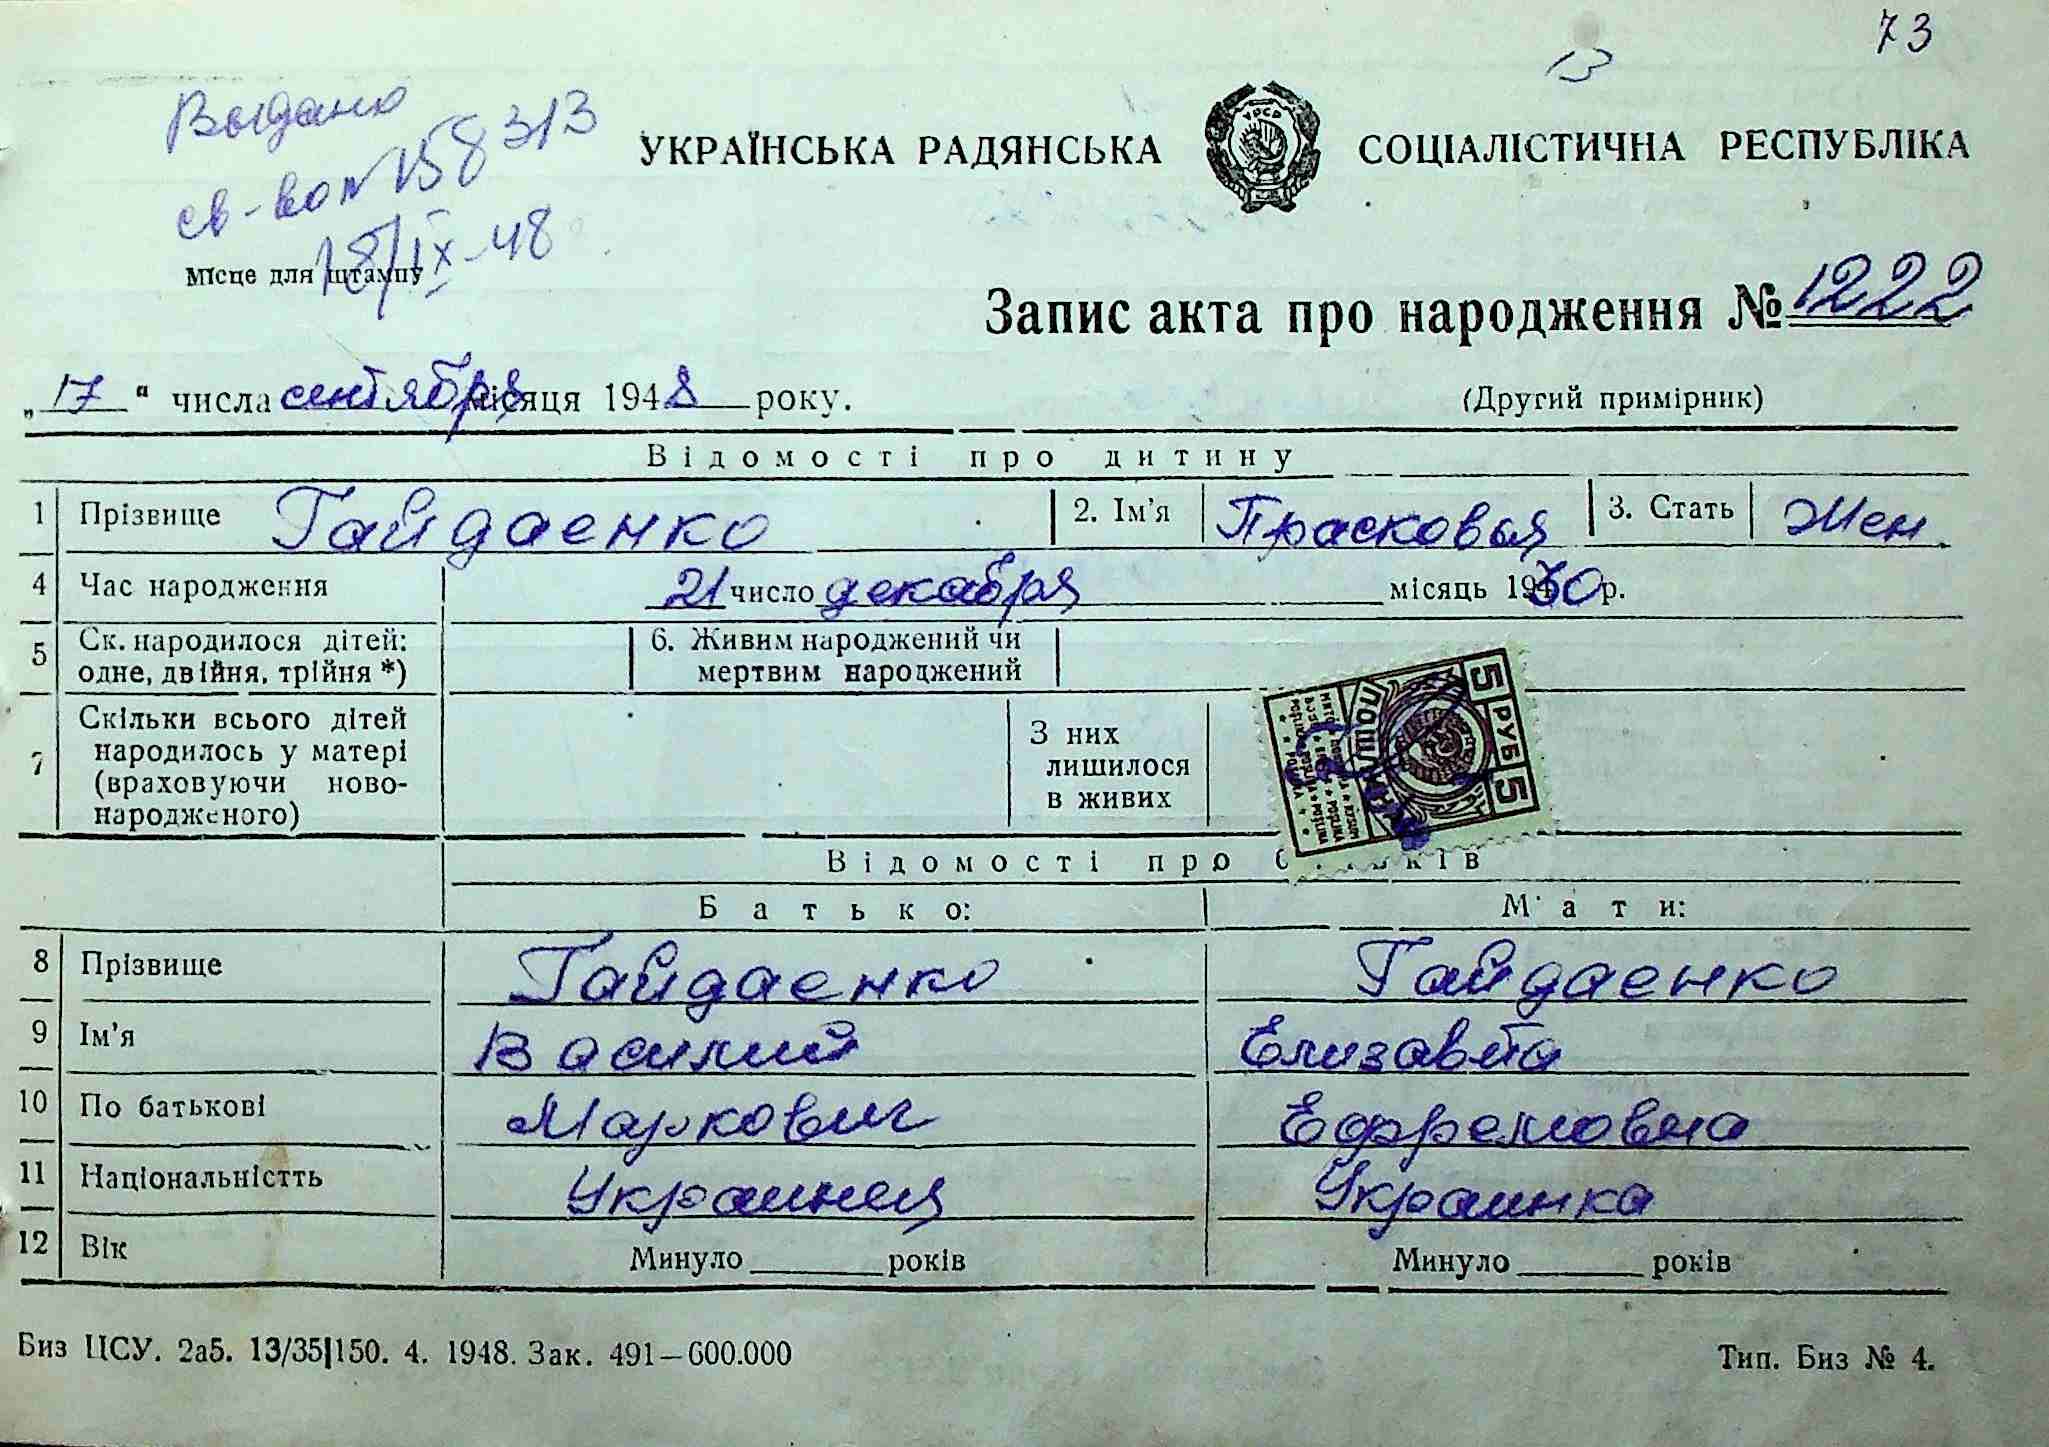 73
13
Выдано
св-во № 158313
18/IX-48
УКРАЇНСЬКА РАДЯНСЬКА СОЦІАЛІСТИЧНА РЕСПУБЛІКА
УРСР
Місце для штампу
Запис акта про народження № 1222
„17“ числа сентября місяця 1948 року.
(Другий примірник)
Відомості про дитину
1 Прізвище Гайдаенко 2. Ім'я Прасковья 3. Стать Жен
4 Час народження 21 число декабря місяць 1930 р.
5 Ск. народилося дітей: одне, двійня, трійня *) 6. Живим народжений чи мертвим народжений
7 Скільки всього дітей народилось у матері (враховуючи новонародженого) З них лишилося в живих
5 РУБ 5
ПОШЛИНА
Відомості про батьків
Батько: Мати:
8 Прізвище Гайдаенко Гайдаенко
9 Ім'я Василий Елизавета
10 По батькові Маркович Ефремовна
11 Національністть Украинец Украинка
12 Вік Минуло ______ років Минуло ______ років
Биз ЦСУ. 2аб. 13/35|150. 4. 1948. Зак. 491—600.000
Тип. Биз № 4.